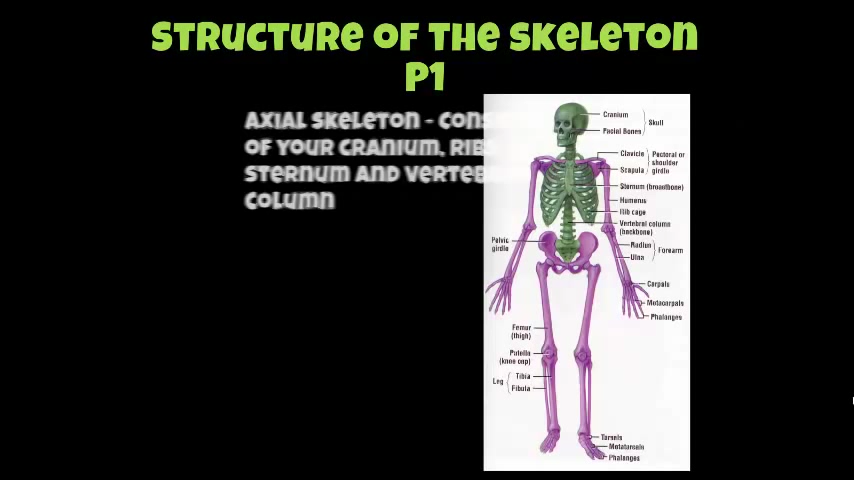 STRUCTURE OF THE SKELETON
P1
AXIAL SKELETON - CONS
OF YOUR CRANIUM, RIB
STERNUM AND VERTEB
COLUMN
Cranium
Skull
Facial Bones
Clavicle
Pectoral or
shoulder
girdle
Scapula
Sternum (breastbone)
Humerus
Rib cage
Vertebral column
(backbone)
Pelvic
girdle
Radius
Forearm
Ulna
Carpals
Metacarpals
Phalanges
Femur
(thigh)
Patella
(knee cap)
Tibia
Leg
Fibula
Tarsals
Metatarsals
Phalanges